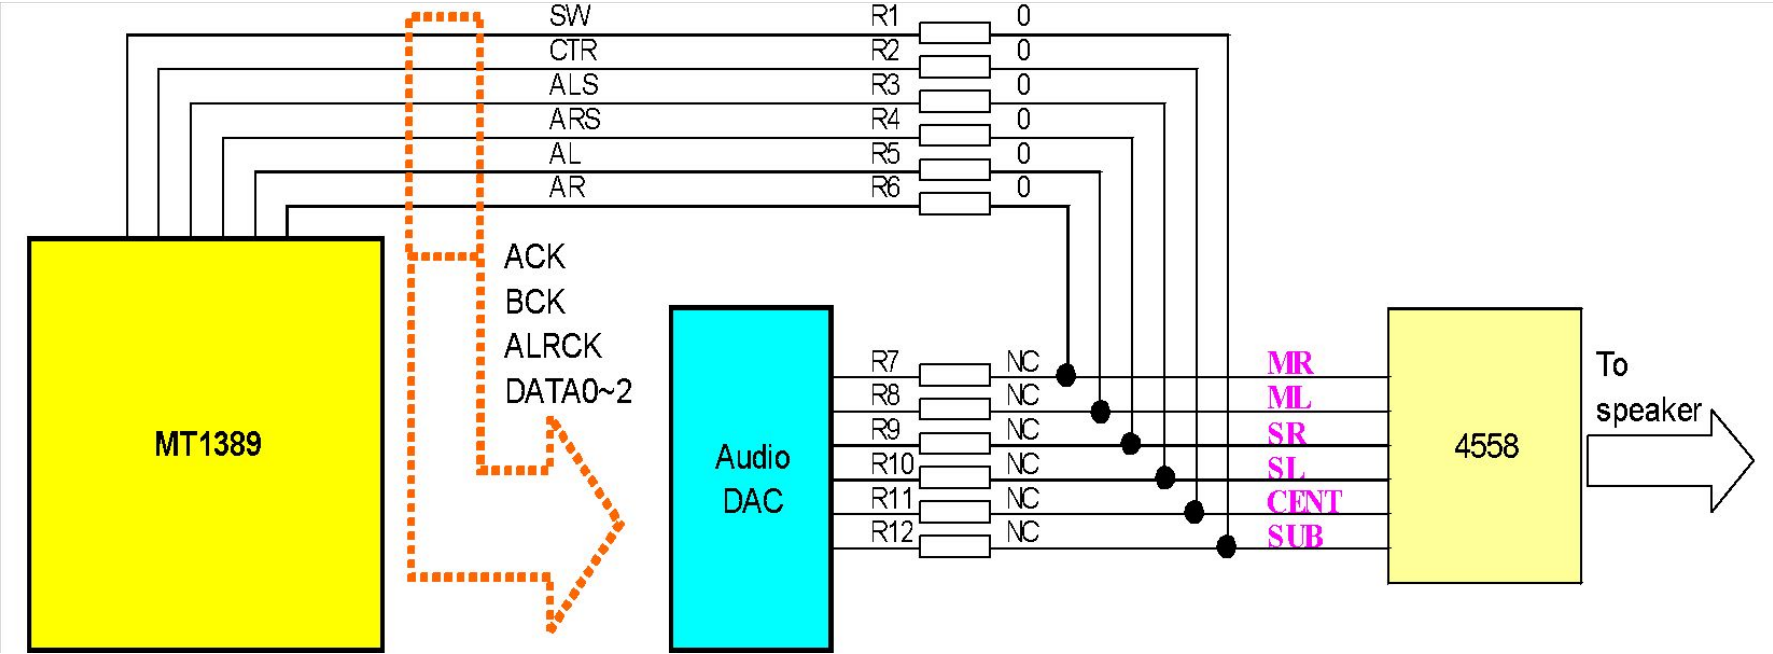 SW R1 0
CTR R2 0
ALS R3 0
ARS R4 0
AL R5 0
AR R6 0
ACK
BCK
ALRCK
DATA0~2
MT1389
Audio
DAC
R7 NC MR
R8 NC ML
R9 NC SR
R10 NC SL
R11 NC CENT
R12 NC SUB
4558
To
speaker